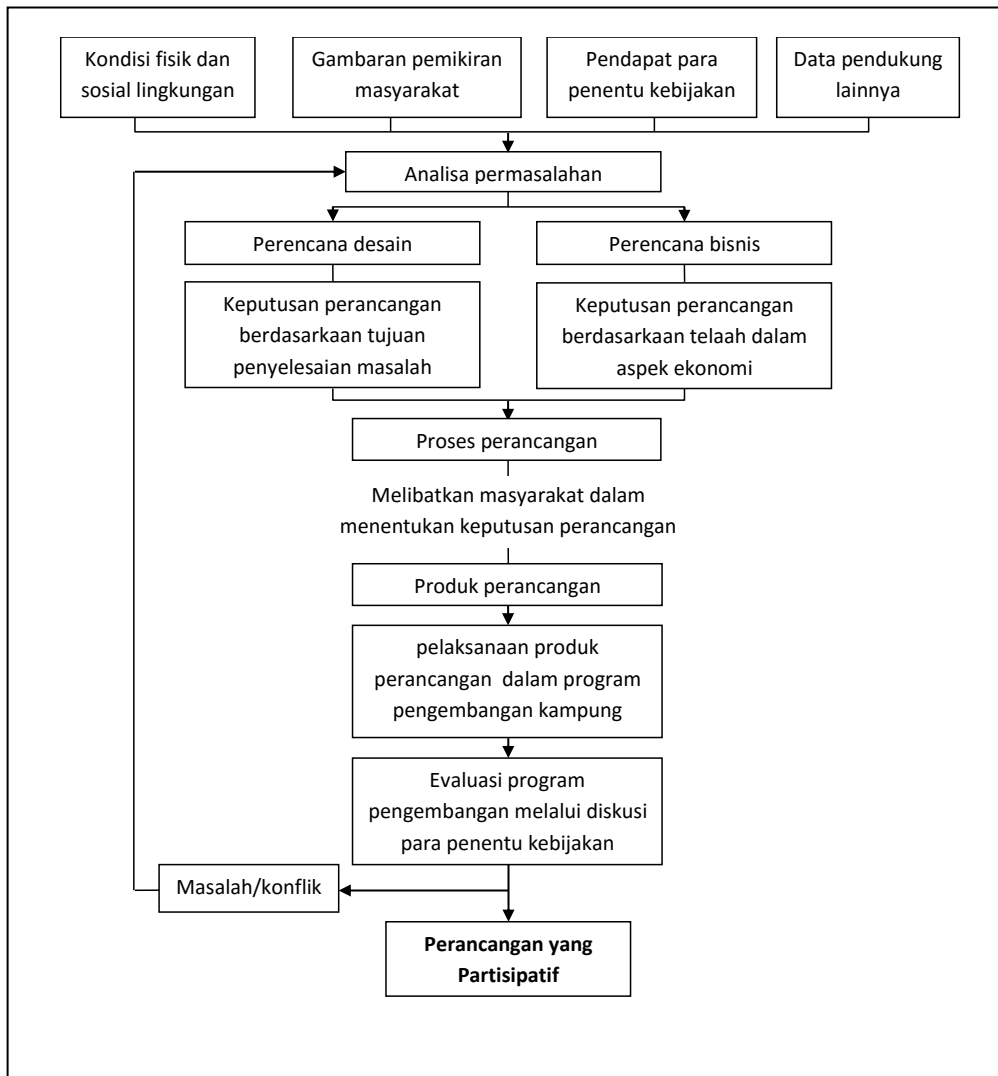 Kondisi fisik dan
sosial lingkungan
Gambaran pemikiran
masyarakat
Pendapat para
penentu kebijakan
Data pendukung
lainnya
Analisa permasalahan
Perencana desain
Perencana bisnis
Keputusan perancangan
berdasarkaan tujuan
penyelesaian masalah
Keputusan perancangan
berdasarkaan telaah dalam
aspek ekonomi
Proses perancangan
Melibatkan masyarakat dalam
menentukan keputusan perancangan
Produk perancangan
pelaksanaan produk
perancangan dalam program
pengembangan kampung
Evaluasi program
pengembangan melalui diskusi
para penentu kebijakan
Masalah/konflik
Perancangan yang
Partisipatif